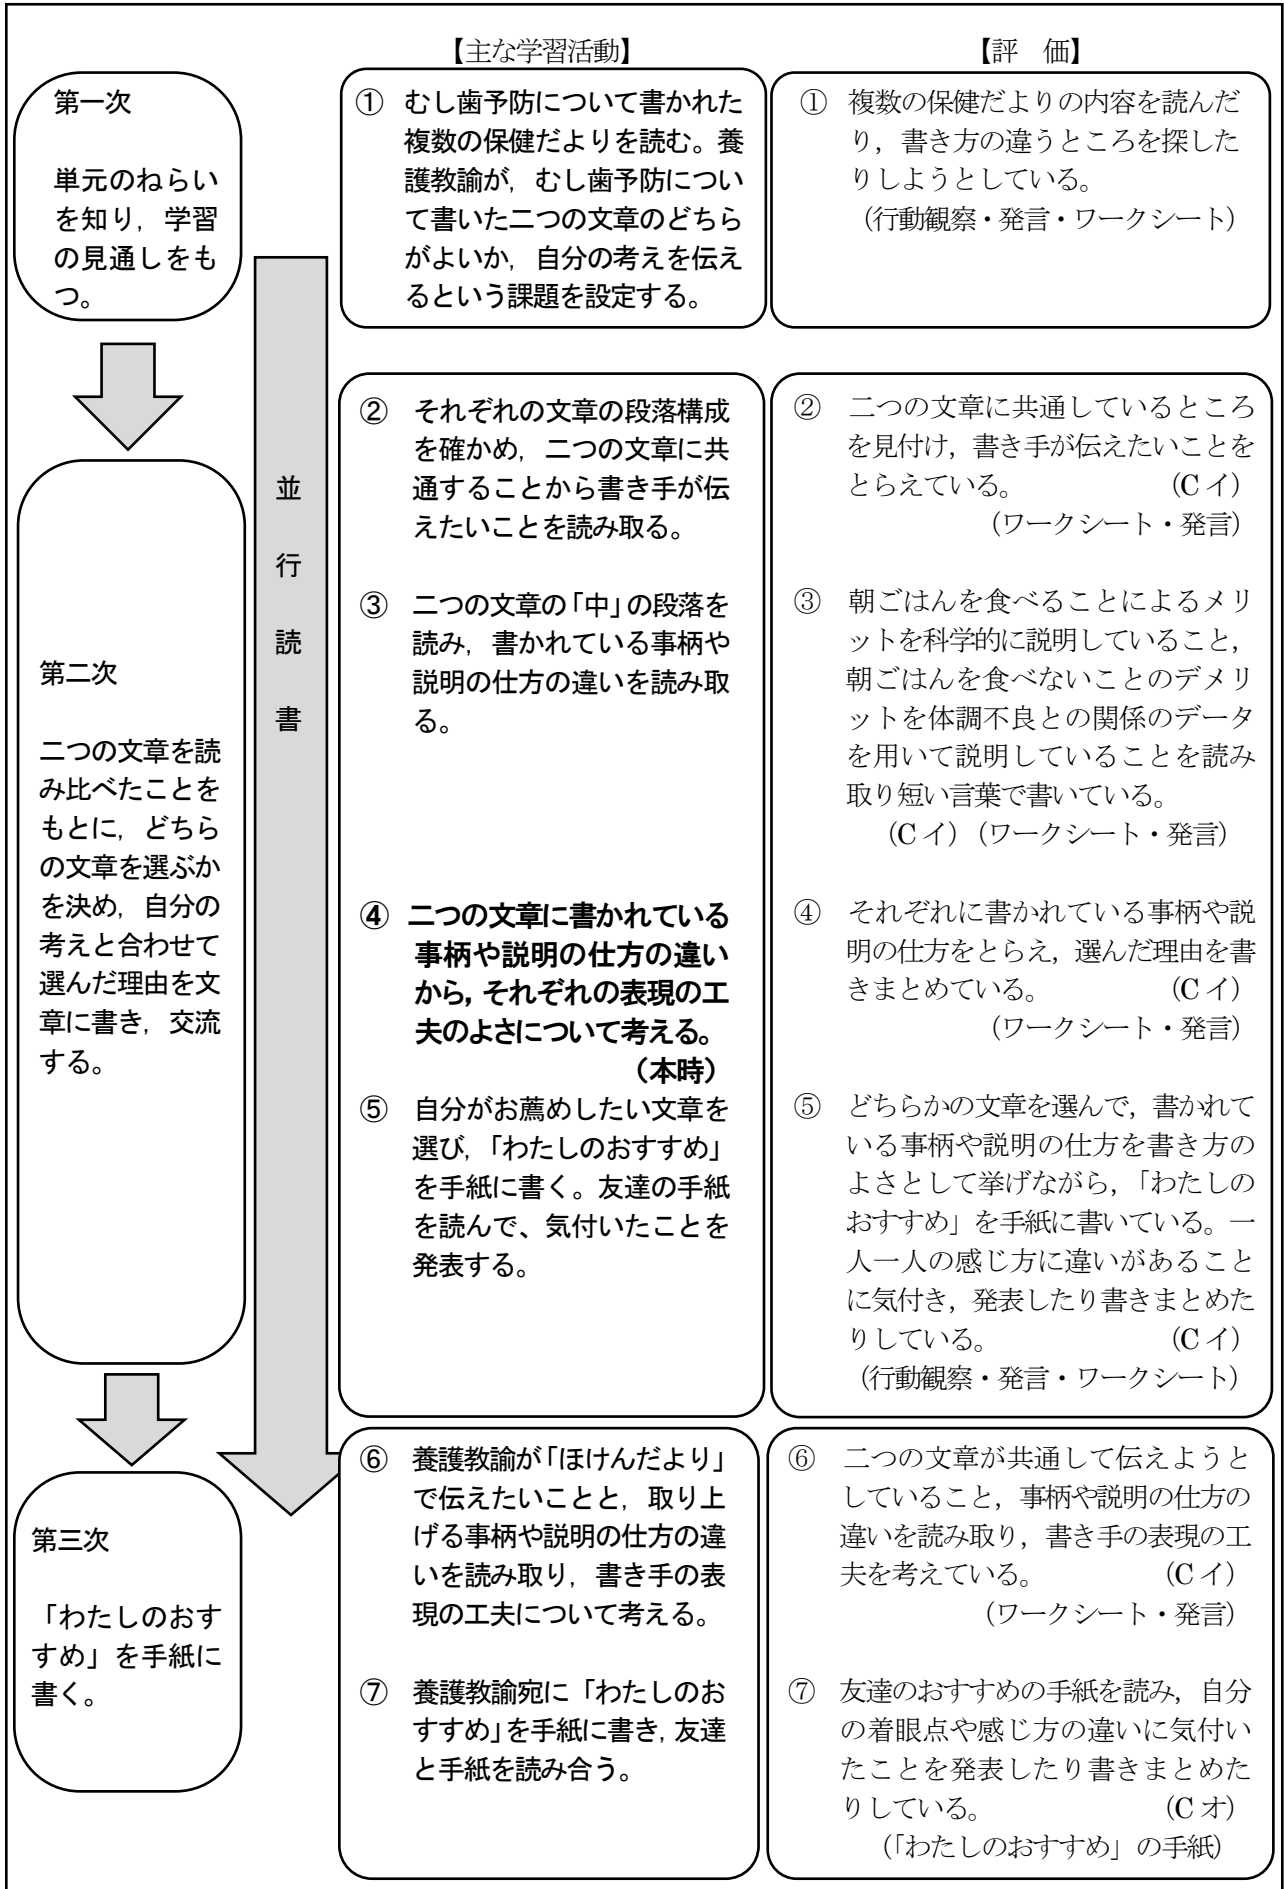 【主な学習活動】
【評　価】
第一次
単元のねらい
を知り，学習
の見通しをも
つ。
① むし歯予防について書かれた
複数の保健だよりを読む。養
護教諭が，むし歯予防につい
て書いた二つの文章のどちら
がよいか，自分の考えを伝え
るという課題を設定する。
① 複数の保健だよりの内容を読んだ
り，書き方の違うところを探した
りしようとしている。
（行動観察・発言・ワークシート）
並
行
読
書
第二次
二つの文章を読
み比べたことを
もとに，どちら
の文章を選ぶか
を決め，自分の
考えと合わせて
選んだ理由を文
章に書き，交流
する。
② それぞれの文章の段落構成
を確かめ，二つの文章に共
通することから書き手が伝
えたいことを読み取る。
② 二つの文章に共通しているところ
を見付け，書き手が伝えたいことを
とらえている。　（Cイ）
（ワークシート・発言）
③ 二つの文章の「中」の段落を
読み，書かれている事柄や
説明の仕方の違いを読み取
る。
③ 朝ごはんを食べることによるメリ
ットを科学的に説明していること，
朝ごはんを食べないことのデメリ
ットを体調不良との関係のデータ
を用いて説明していることを読み
取り短い言葉で書いている。
（Cイ）（ワークシート・発言）
④ 二つの文章に書かれている
事柄や説明の仕方の違い
から，それぞれの表現の工
夫のよさについて考える。
（本時）
④ それぞれに書かれている事柄や説
明の仕方をとらえ，選んだ理由を書
きまとめている。　（Cイ）
（ワークシート・発言）
⑤ 自分がお薦めしたい文章を
選び，「わたしのおすすめ」
を手紙に書く。友達の手紙
を読んで、気付いたことを
発表する。
⑤ どちらかの文章を選んで，書かれて
いる事柄や説明の仕方を書き方の
よさとして挙げながら，「わたしの
おすすめ」を手紙に書いている。一
人一人の感じ方に違いがあること
に気付き，発表したり書きまとめた
りしている。　（Cイ）
（行動観察・発言・ワークシート）
第三次
「わたしのおす
すめ」を手紙に
書く。
⑥ 養護教諭が「ほけんだより」
で伝えたいことと，取り上
げる事柄や説明の仕方の違
いを読み取り，書き手の表
現の工夫について考える。
⑥ 二つの文章が共通して伝えようと
していること，事柄や説明の仕方の
違いを読み取り，書き手の表現の工
夫を考えている。　（Cイ）
（ワークシート・発言）
⑦ 養護教諭宛に「わたしのお
すすめ」を手紙に書き，友達
と手紙を読み合う。
⑦ 友達のおすすめの手紙を読み，自分
の着眼点や感じ方の違いに気付い
たことを発表したり書きまとめた
りしている。　（Cオ）
（「わたしのおすすめ」の手紙）